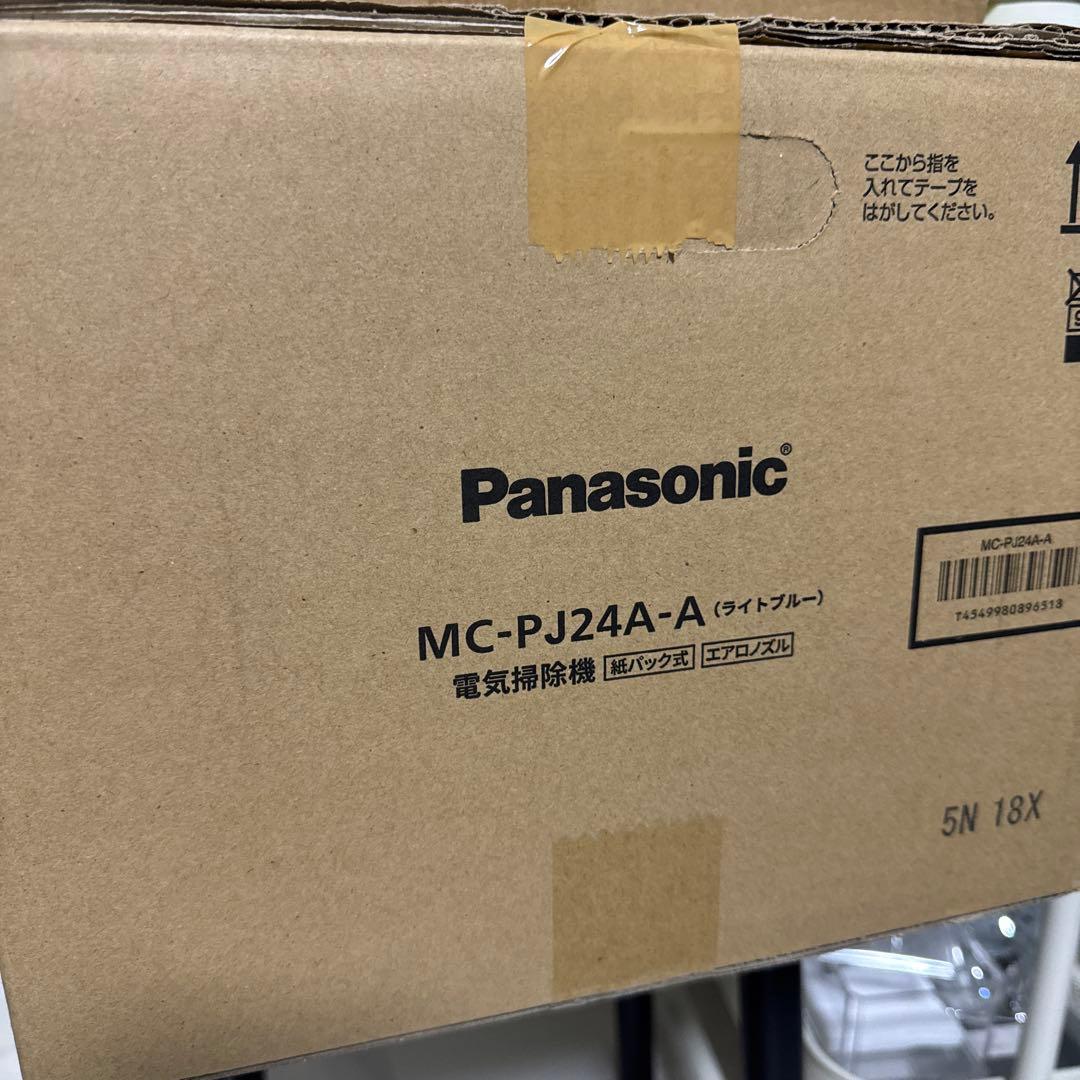 ここから指を
入れてテープを
はがしてください。
Panasonic®
MC-PJ24A-A（ライトブルー）
電気掃除機 紙パック式 エアロノズル
MC-PJ24A-A
T4549980896518
5N 18X